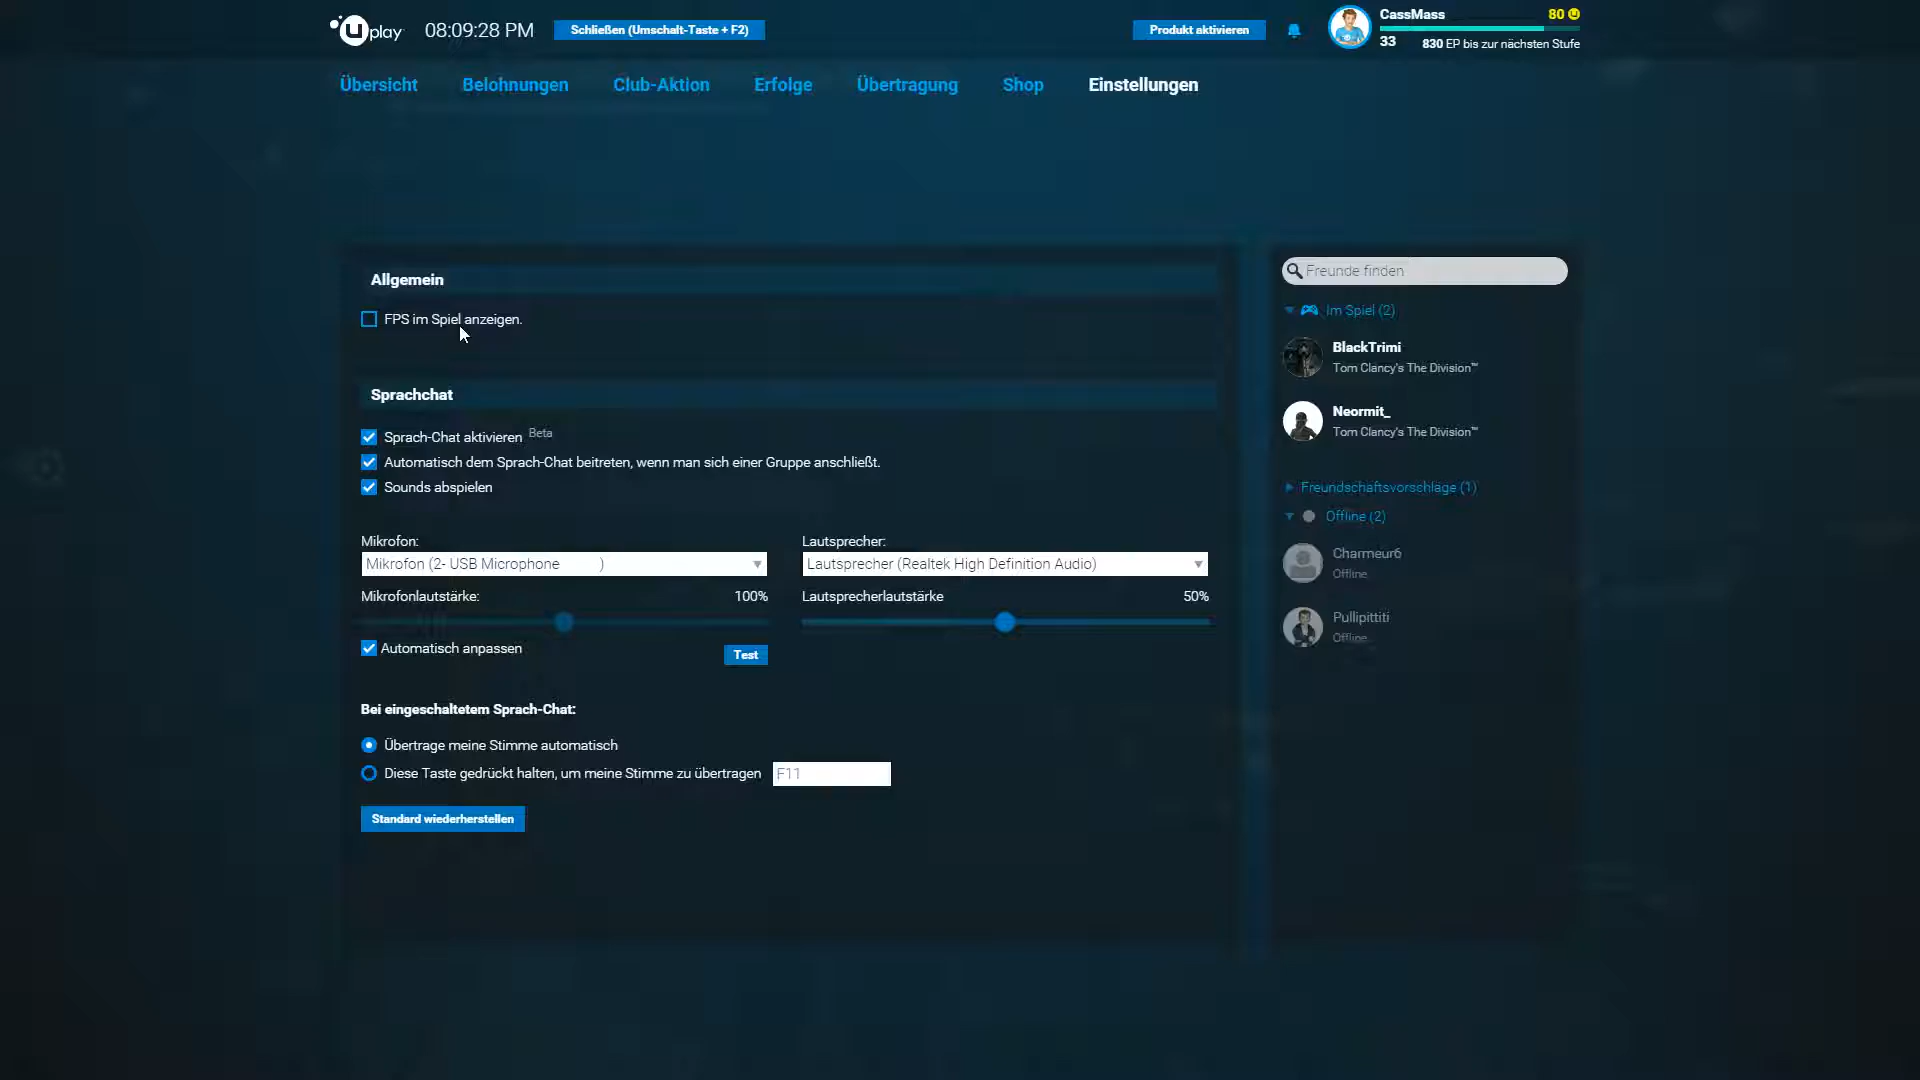 Uplay
08:09:28 PM
Schließen (Umschalt-Taste + F2)
Produkt aktivieren
CassMass
80
33
830 EP bis zur nächsten Stufe
Übersicht
Belohnungen
Club-Aktion
Erfolge
Übertragung
Shop
Einstellungen
Allgemein
FPS im Spiel anzeigen.
Sprachchat
Sprach-Chat aktivieren Beta
Automatisch dem Sprach-Chat beitreten, wenn man sich einer Gruppe anschließt.
Sounds abspielen
Mikrofon:
Mikrofon (2- USB Microphone )
Mikrofonlautstärke: 100%
Automatisch anpassen
Test
Lautsprecher:
Lautsprecher (Realtek High Definition Audio)
Lautsprecherlautstärke 50%
Bei eingeschaltetem Sprach-Chat:
Übertrage meine Stimme automatisch
Diese Taste gedrückt halten, um meine Stimme zu übertragen F11
Standard wiederherstellen
Freunde finden
Im Spiel (2)
BlackTrimi
Tom Clancy's The Division™
Neormit_
Tom Clancy's The Division™
Freundschaftsvorschläge (1)
Offline (2)
Charmeur6
Offline
Pullipittiti
Offline